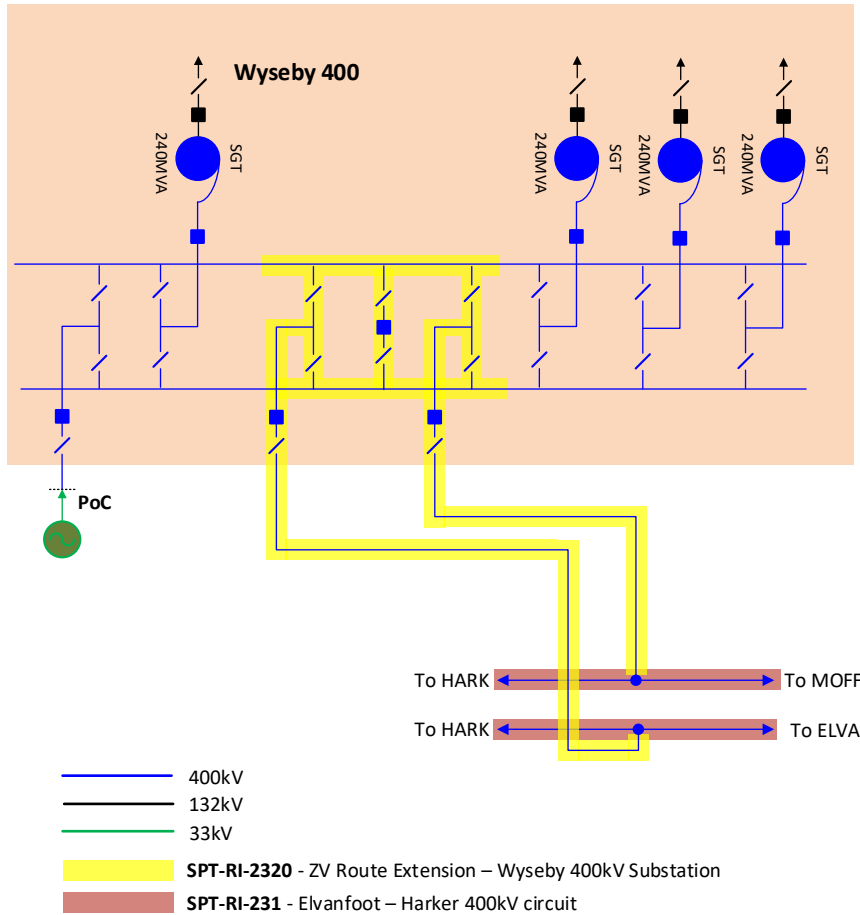 Wyseby 400
SGT
240MVA
SGT
240MVA
SGT
240MVA
SGT
240MVA
PoC
To HARK
To MOFF
To HARK
To ELVA
400kV
132kV
33kV
SPT-RI-2320 - ZV Route Extension – Wyseby 400kV Substation
SPT-RI-231 - Elvanfoot – Harker 400kV circuit